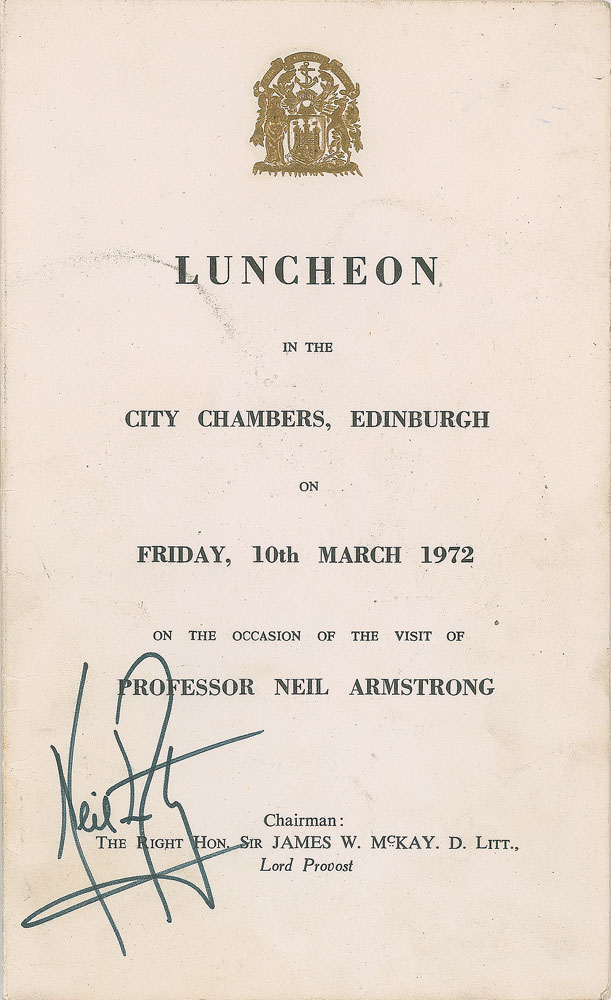 LUNCHEON
IN THE
CITY CHAMBERS, EDINBURGH
ON
FRIDAY, 10th MARCH 1972
ON THE OCCASION OF THE VISIT OF
PROFESSOR NEIL ARMSTRONG
Neil
Chairman:
THE RIGHT HON. SIR JAMES W. McKAY. D. LITT.,
Lord Provost